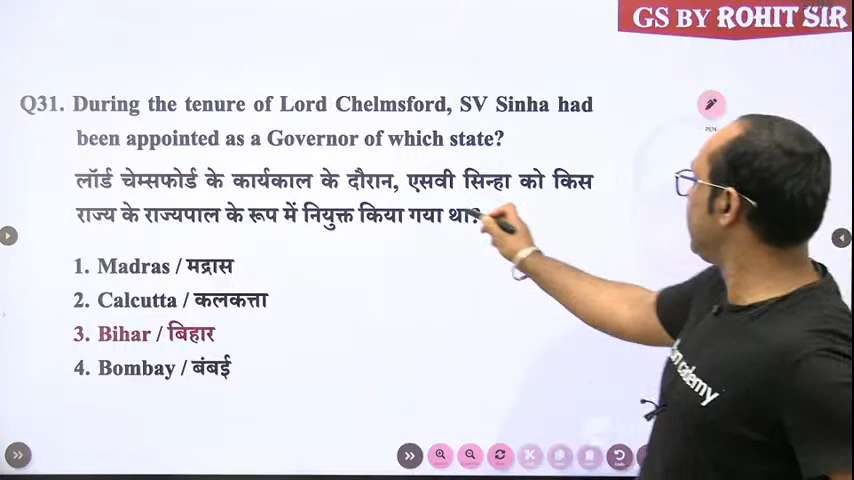 GS BY ROHIT SIR
Q31. During the tenure of Lord Chelmsford, SV Sinha had
been appointed as a Governor of which state?
PEN
लॉर्ड चेम्सफोर्ड के कार्यकाल के दौरान, एसवी सिन्हा को किस
राज्य के राज्यपाल के रूप में नियुक्त किया गया था?
1. Madras / मद्रास
2. Calcutta / कलकत्ता
3. Bihar / बिहार
4. Bombay / बंबई
Undo